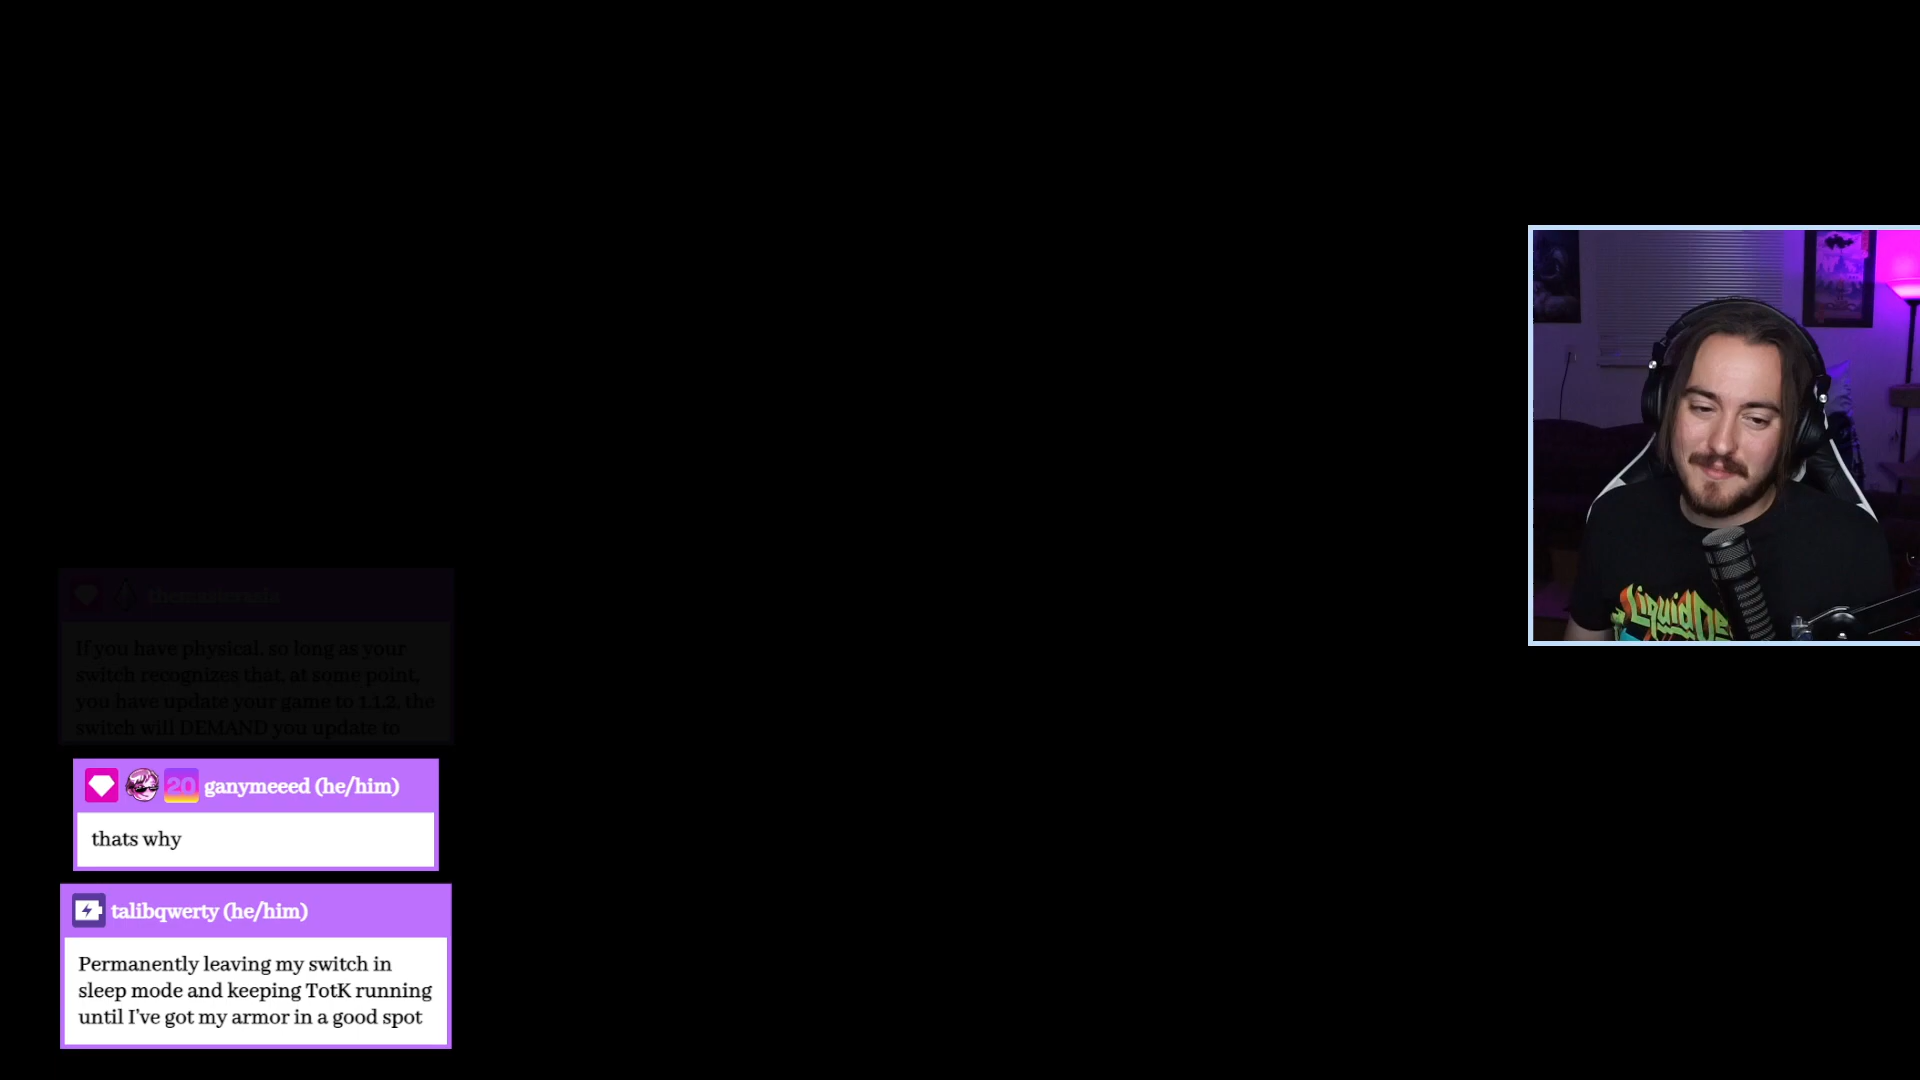 If you have physical, so long as your
switch recognizes that, at some point,
you have update your game to 1.1.2, the
switch will DEMAND you update to
20 ganymeeed (he/him)
thats why
talibqwerty (he/him)
Permanently leaving my switch in
sleep mode and keeping TotK running
until I've got my armor in a good spot